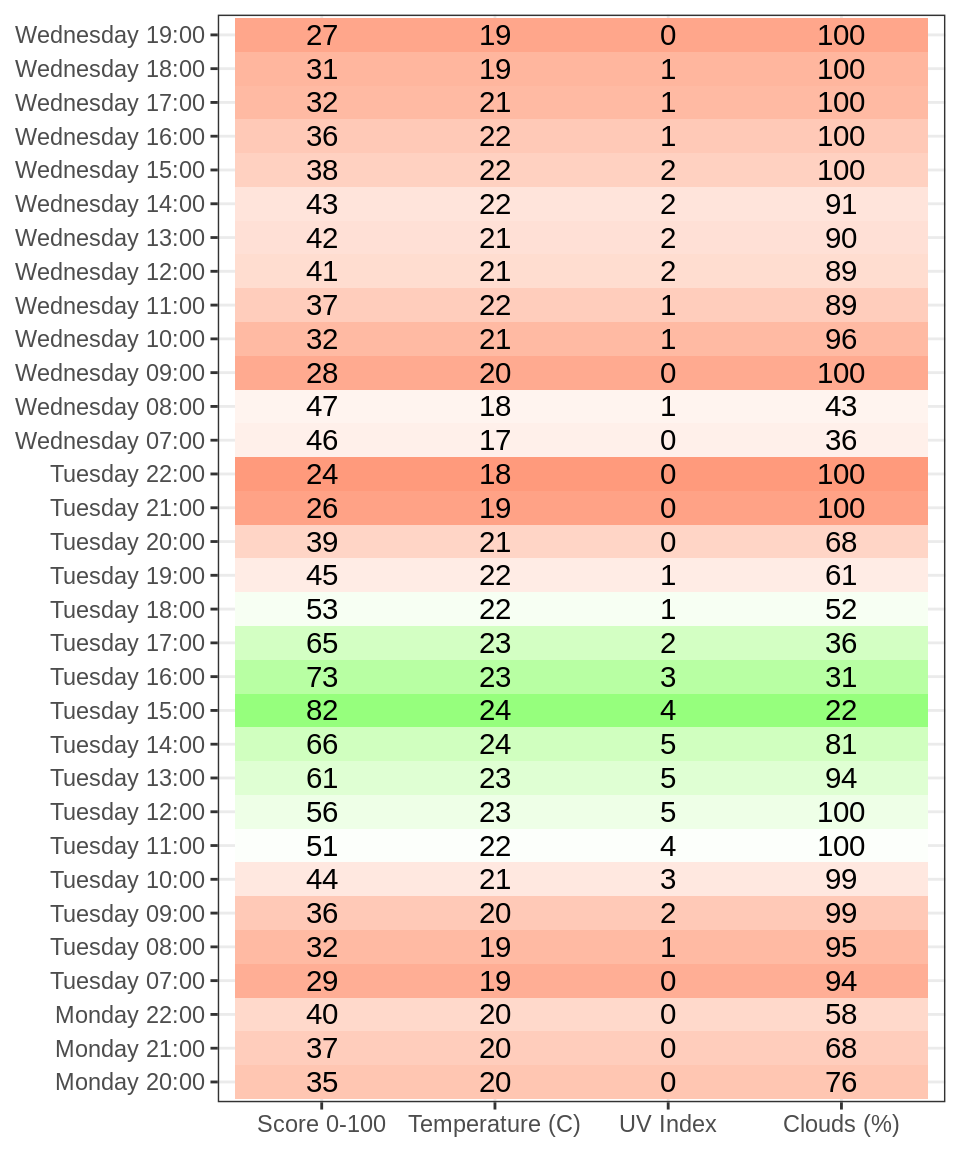 Wednesday 19:00 27 19 0 100
Wednesday 18:00 31 19 1 100
Wednesday 17:00 32 21 1 100
Wednesday 16:00 36 22 1 100
Wednesday 15:00 38 22 2 100
Wednesday 14:00 43 22 2 91
Wednesday 13:00 42 21 2 90
Wednesday 12:00 41 21 2 89
Wednesday 11:00 37 22 1 89
Wednesday 10:00 32 21 1 96
Wednesday 09:00 28 20 0 100
Wednesday 08:00 47 18 1 43
Wednesday 07:00 46 17 0 36
Tuesday 22:00 24 18 0 100
Tuesday 21:00 26 19 0 100
Tuesday 20:00 39 21 0 68
Tuesday 19:00 45 22 1 61
Tuesday 18:00 53 22 1 52
Tuesday 17:00 65 23 2 36
Tuesday 16:00 73 23 3 31
Tuesday 15:00 82 24 4 22
Tuesday 14:00 66 24 5 81
Tuesday 13:00 61 23 5 94
Tuesday 12:00 56 23 5 100
Tuesday 11:00 51 22 4 100
Tuesday 10:00 44 21 3 99
Tuesday 09:00 36 20 2 99
Tuesday 08:00 32 19 1 95
Tuesday 07:00 29 19 0 94
Monday 22:00 40 20 0 58
Monday 21:00 37 20 0 68
Monday 20:00 35 20 0 76
Score 0-100 Temperature (C) UV Index Clouds (%)